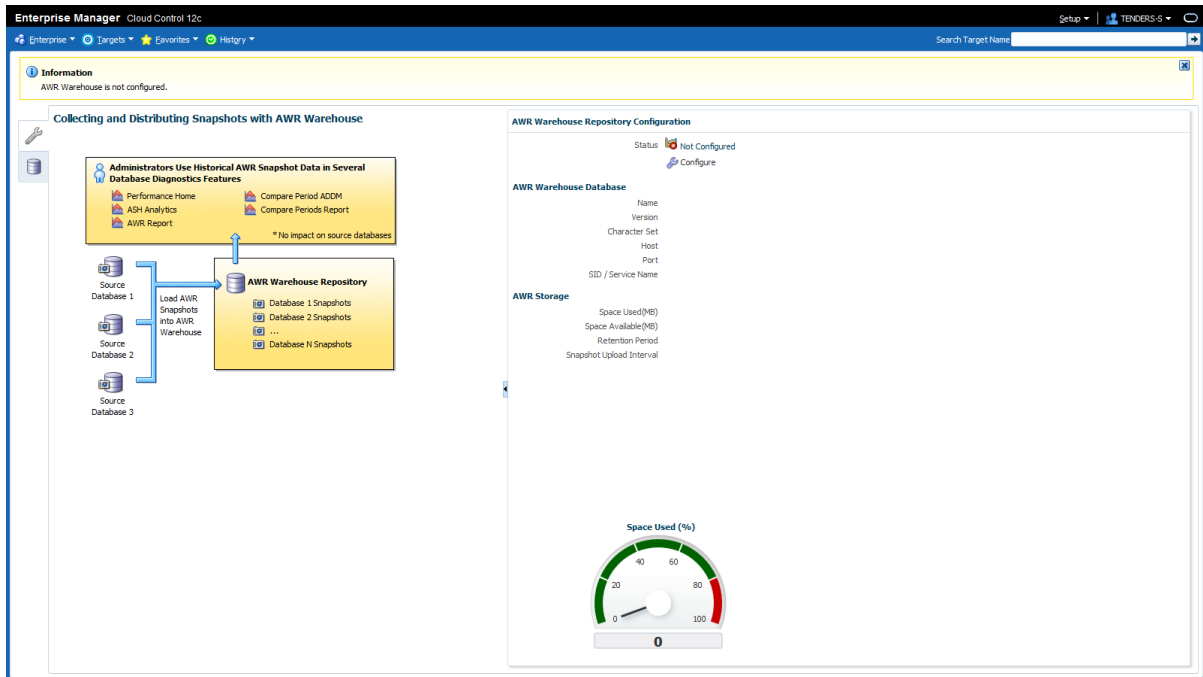 Enterprise Manager Cloud Control 12c
Setup TENDERS-S
Enterprise Targets Favorites History Search Target Name
Information
AWR Warehouse is not configured.
Collecting and Distributing Snapshots with AWR Warehouse
Administrators Use Historical AWR Snapshot Data in Several
Database Diagnostics Features
Performance Home Compare Period ADDM
ASH Analytics Compare Periods Report
AWR Report
* No impact on source databases
Source
Database 1
Source
Database 2
Source
Database 3
Load AWR
Snapshots
into AWR
Warehouse
AWR Warehouse Repository
Database 1 Snapshots
Database 2 Snapshots
...
Database N Snapshots
AWR Warehouse Repository Configuration
Status Not Configured
Configure
AWR Warehouse Database
Name
Version
Character Set
Host
Port
SID / Service Name
AWR Storage
Space Used(MB)
Space Available(MB)
Retention Period
Snapshot Upload Interval
Space Used (%)
40 60
20 80
0 100
0